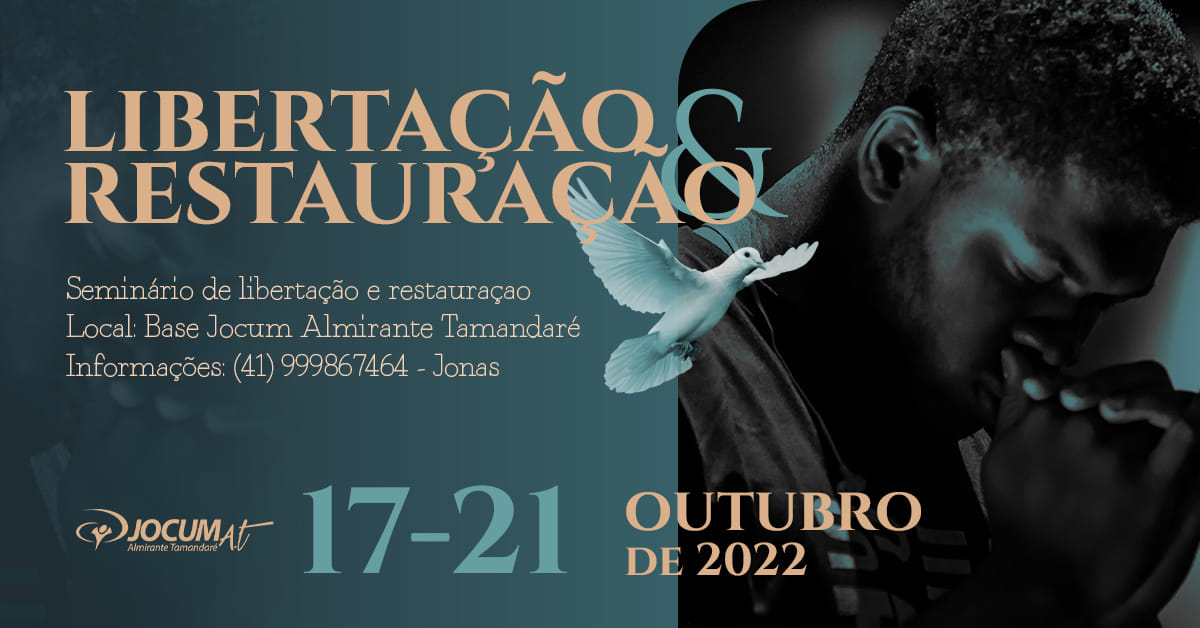 LIBERTAÇÃO &
RESTAURAÇÃO
Seminário de libertação e restauraçao
Local: Base Jocum Almirante Tamandaré
Informações: (41) 999867464 - Jonas
JOCUM At
Almirante Tamandaré
17-21
OUTUBRO
DE 2022